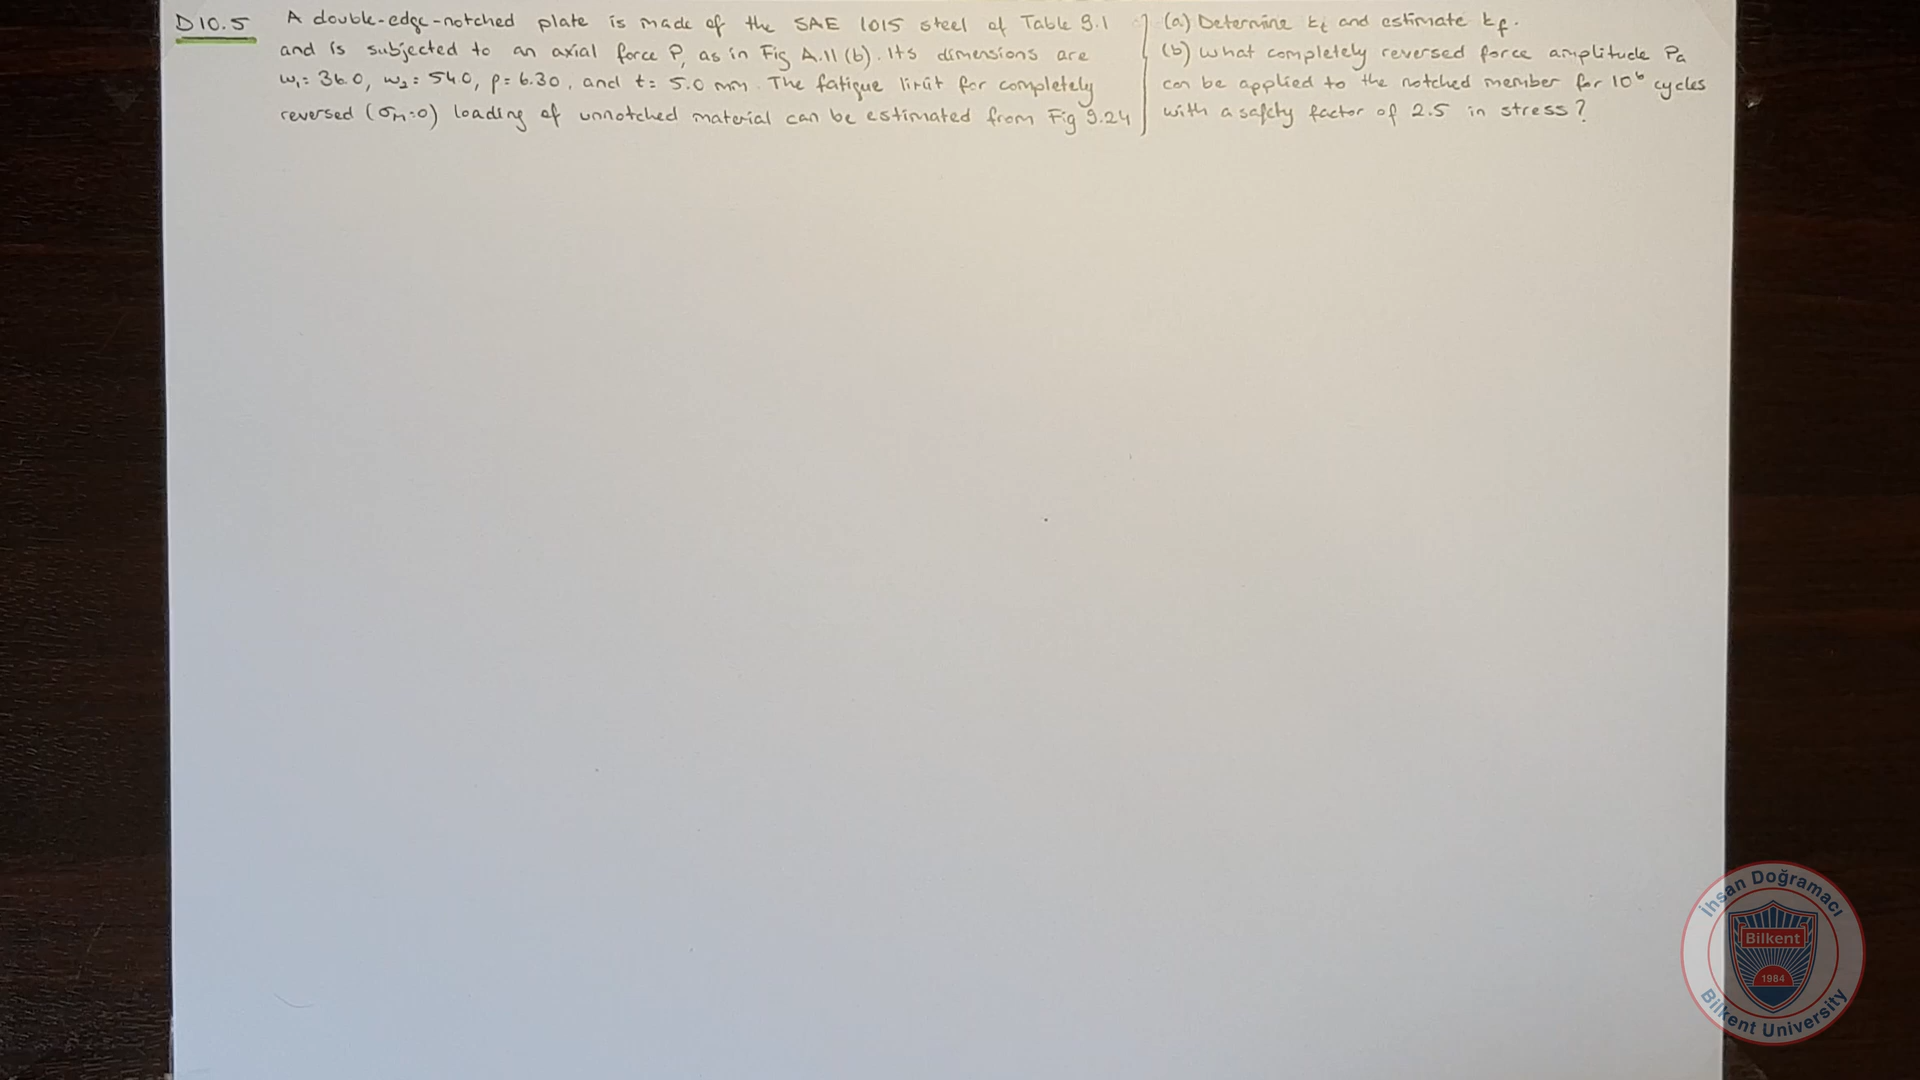 D10.5 A double-edge-notched plate is made of the SAE 1015 steel of Table 9.1
and is subjected to an axial force P, as in Fig A.11 (b). Its dimensions are
w₁= 36.0, w₂= 54.0, ρ= 6.30, and t= 5.0 mm. The fatigue limit for completely
reversed (σₘ=0) loading of unnotched material can be estimated from Fig 9.24
(a) Determine kₜ and estimate k_f.
(b) What completely reversed force amplitude Pa
can be applied to the notched member for 10⁶ cycles
with a safety factor of 2.5 in stress?
İhsan Doğramacı
Bilkent
1984
Bilkent University